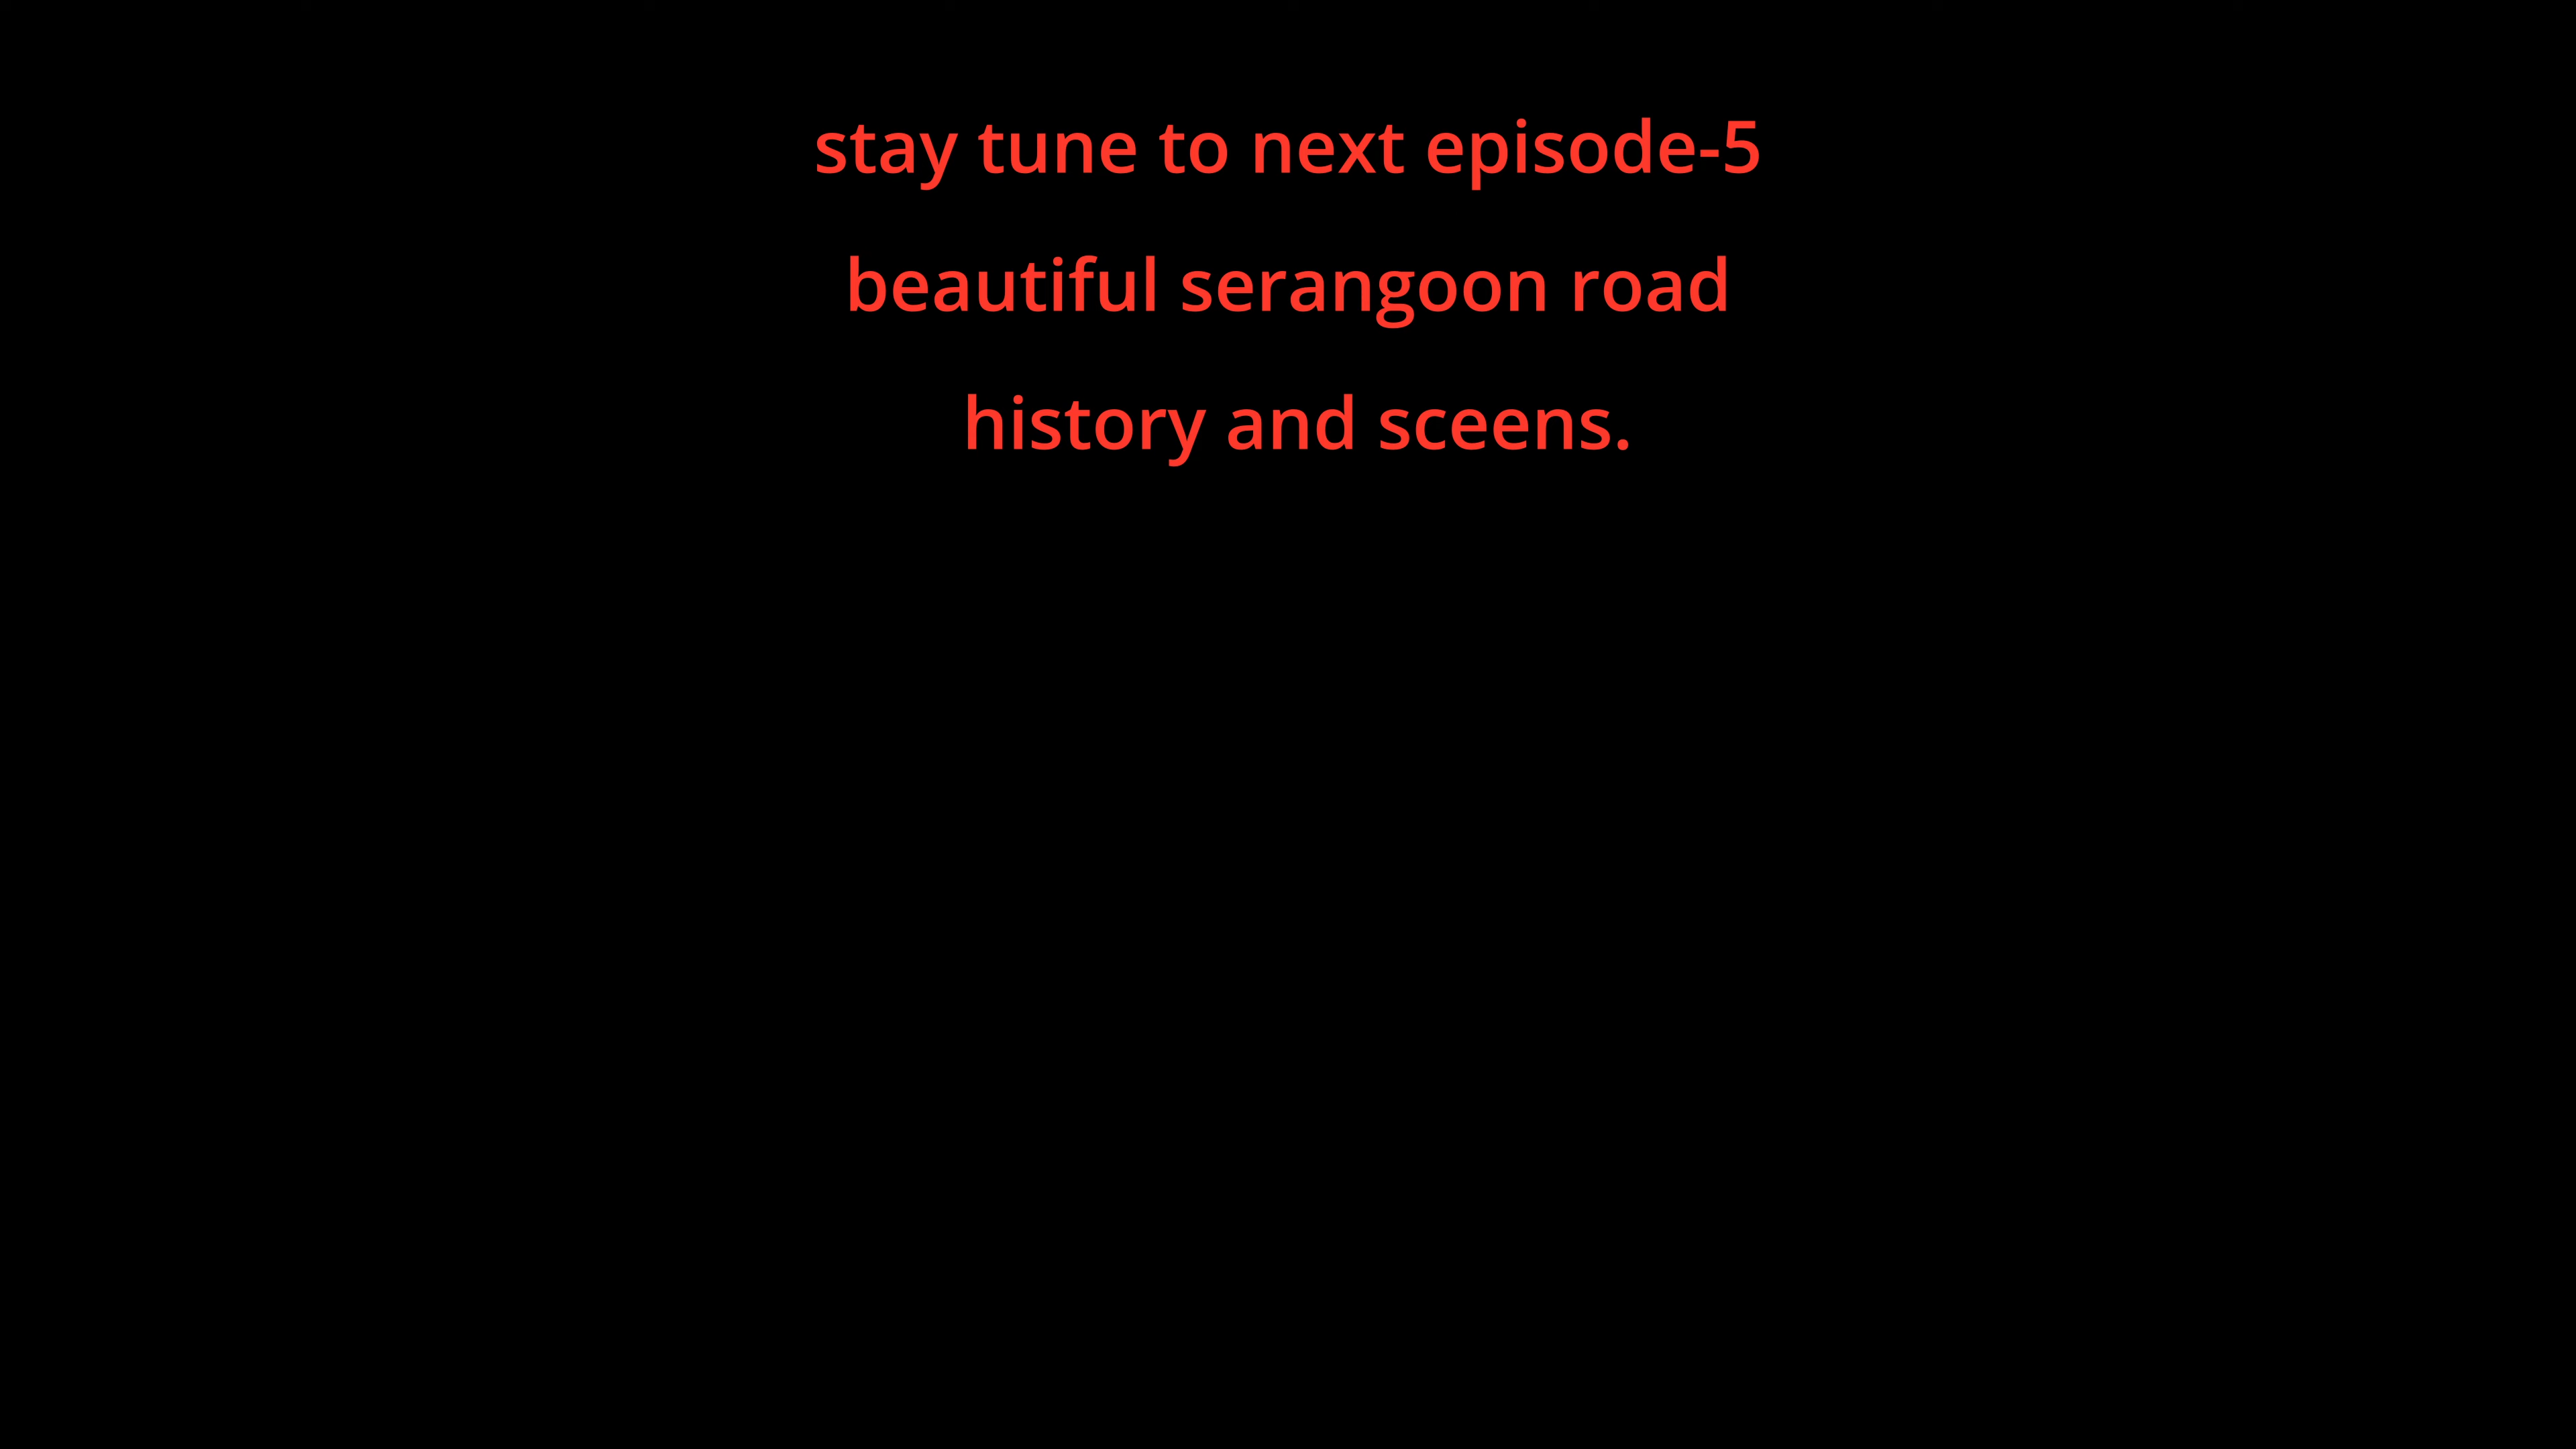 stay tune to next episode-5
beautiful serangoon road
history and sceens.